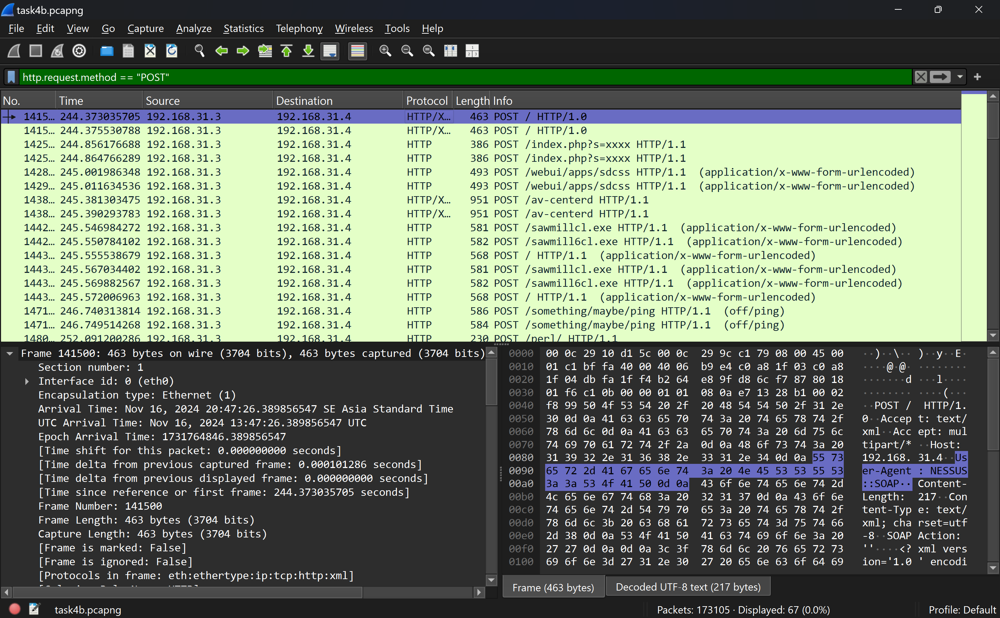 task4b.pcapng
File Edit View Go Capture Analyze Statistics Telephony Wireless Tools Help
http.request.method == "POST"
No. Time Source Destination Protocol Length Info
1415… 244.373035705 192.168.31.3 192.168.31.4 HTTP/X… 463 POST / HTTP/1.0
1415… 244.375530788 192.168.31.3 192.168.31.4 HTTP/X… 463 POST / HTTP/1.0
1425… 244.856176688 192.168.31.3 192.168.31.4 HTTP 386 POST /index.php?s=xxxx HTTP/1.1
1425… 244.864766289 192.168.31.3 192.168.31.4 HTTP 386 POST /index.php?s=xxxx HTTP/1.1
1428… 245.001986348 192.168.31.3 192.168.31.4 HTTP 493 POST /webui/apps/sdcss HTTP/1.1 (application/x-www-form-urlencoded)
1429… 245.011634536 192.168.31.3 192.168.31.4 HTTP 493 POST /webui/apps/sdcss HTTP/1.1 (application/x-www-form-urlencoded)
1438… 245.381303475 192.168.31.3 192.168.31.4 HTTP/X… 951 POST /av-centerd HTTP/1.1
1438… 245.390293783 192.168.31.3 192.168.31.4 HTTP/X… 951 POST /av-centerd HTTP/1.1
1442… 245.546984272 192.168.31.3 192.168.31.4 HTTP 581 POST /sawmillcl.exe HTTP/1.1 (application/x-www-form-urlencoded)
1442… 245.550784102 192.168.31.3 192.168.31.4 HTTP 582 POST /sawmill6cl.exe HTTP/1.1 (application/x-www-form-urlencoded)
1443… 245.555538679 192.168.31.3 192.168.31.4 HTTP 568 POST / HTTP/1.1 (application/x-www-form-urlencoded)
1443… 245.567034402 192.168.31.3 192.168.31.4 HTTP 581 POST /sawmillcl.exe HTTP/1.1 (application/x-www-form-urlencoded)
1443… 245.569882567 192.168.31.3 192.168.31.4 HTTP 582 POST /sawmill6cl.exe HTTP/1.1 (application/x-www-form-urlencoded)
1443… 245.572006963 192.168.31.3 192.168.31.4 HTTP 568 POST / HTTP/1.1 (application/x-www-form-urlencoded)
1471… 246.740313814 192.168.31.3 192.168.31.4 HTTP 586 POST /something/maybe/ping HTTP/1.1 (off/ping)
1471… 246.749514268 192.168.31.3 192.168.31.4 HTTP 584 POST /something/maybe/ping HTTP/1.1 (off/ping)
1480… 252.091200286 192.168.31.3 192.168.31.4 HTTP 230 POST /perl/ HTTP/1.1
Frame 141500: 463 bytes on wire (3704 bits), 463 bytes captured (3704 bits)
Section number: 1
Interface id: 0 (eth0)
Encapsulation type: Ethernet (1)
Arrival Time: Nov 16, 2024 20:47:26.389856547 SE Asia Standard Time
UTC Arrival Time: Nov 16, 2024 13:47:26.389856547 UTC
Epoch Arrival Time: 1731764846.389856547
[Time shift for this packet: 0.000000000 seconds]
[Time delta from previous captured frame: 0.000101286 seconds]
[Time delta from previous displayed frame: 0.000000000 seconds]
[Time since reference or first frame: 244.373035705 seconds]
Frame Number: 141500
Frame Length: 463 bytes (3704 bits)
Capture Length: 463 bytes (3704 bits)
[Frame is marked: False]
[Frame is ignored: False]
[Protocols in frame: eth:ethertype:ip:tcp:http:xml]
0000 00 0c 29 10 d1 5c 00 0c 29 9c c1 79 08 00 45 00 ··)··\·· )··y··E·
0010 01 c1 bf fa 40 00 40 06 b9 e4 c0 a8 1f 03 c0 a8 ····@·@· ········
0020 1f 04 db fa 1f f4 b2 64 e8 9f d8 6c f7 87 80 18 ·······d ···l····
0030 01 f6 c1 0b 00 00 01 01 08 0a e7 13 28 b1 00 02 ········ ····(···
0040 f8 99 50 4f 53 54 20 2f 20 48 54 54 50 2f 31 2e ··POST / HTTP/1.
0050 30 0d 0a 41 63 63 65 70 74 3a 20 74 65 78 74 2f 0··Accep t: text/
0060 78 6d 6c 0d 0a 41 63 63 65 70 74 3a 20 6d 75 6c xml··Acc ept: mul
0070 74 69 70 61 72 74 2f 2a 0d 0a 48 6f 73 74 3a 20 tipart/* ··Host:
0080 31 39 32 2e 31 36 38 2e 33 31 2e 34 0d 0a 55 73 192.168. 31.4··Us
0090 65 72 2d 41 67 65 6e 74 3a 20 4e 45 53 53 55 53 er-Agent : NESSUS
00a0 3a 3a 53 4f 41 50 0d 0a 43 6f 6e 74 65 6e 74 2d ::SOAP·· Content-
00b0 4c 65 6e 67 74 68 3a 20 32 31 37 0d 0a 43 6f 6e Length: 217··Con
00c0 74 65 6e 74 2d 54 79 70 65 3a 20 74 65 78 74 2f tent-Typ e: text/
00d0 78 6d 6c 3b 20 63 68 61 72 73 65 74 3d 75 74 66 xml; cha rset=utf
00e0 2d 38 0d 0a 53 4f 41 50 41 63 74 69 6f 6e 3a 20 -8··SOAP Action:
00f0 27 27 0d 0a 0d 0a 3c 3f 78 6d 6c 20 76 65 72 73 ''····<? xml vers
0100 69 6f 6e 3d 27 31 2e 30 27 20 65 6e 63 6f 64 69 ion='1.0 ' encodi
Frame (463 bytes) Decoded UTF-8 text (217 bytes)
task4b.pcapng Packets: 173105 · Displayed: 67 (0.0%) Profile: Default